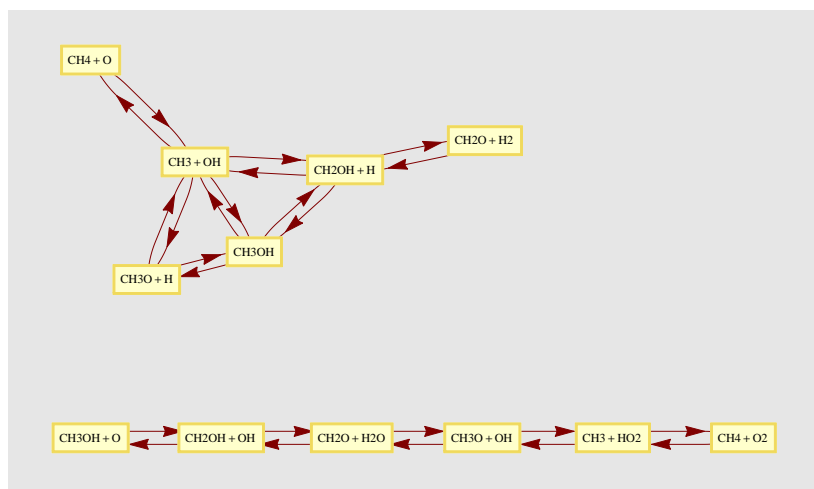 CH4 + O
CH2O + H2
CH3 + OH
CH2OH + H
CH3OH
CH3O + H
CH3OH + O
CH2OH + OH
CH2O + H2O
CH3O + OH
CH3 + HO2
CH4 + O2